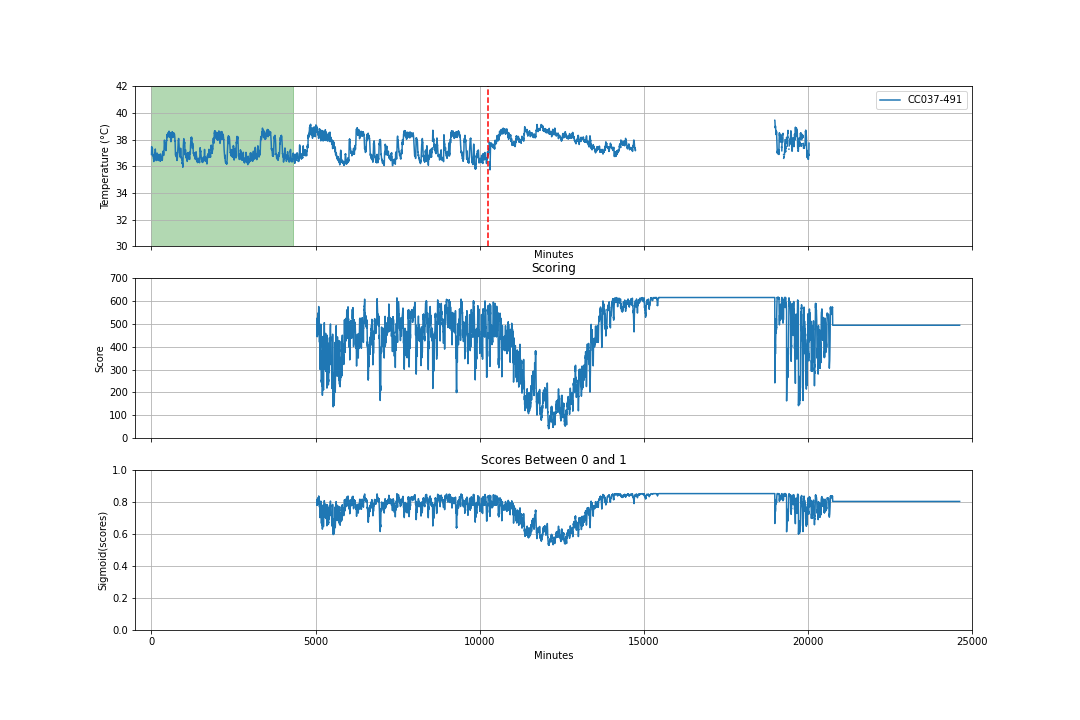 42
40
38
36
34
32
30
Temperature (°C)
CC037-491
Minutes
Scoring
700
600
500
400
300
200
100
0
Score
Scores Between 0 and 1
1.0
0.8
0.6
0.4
0.2
0.0
Sigmoid(scores)
0 5000 10000 15000 20000 25000
Minutes